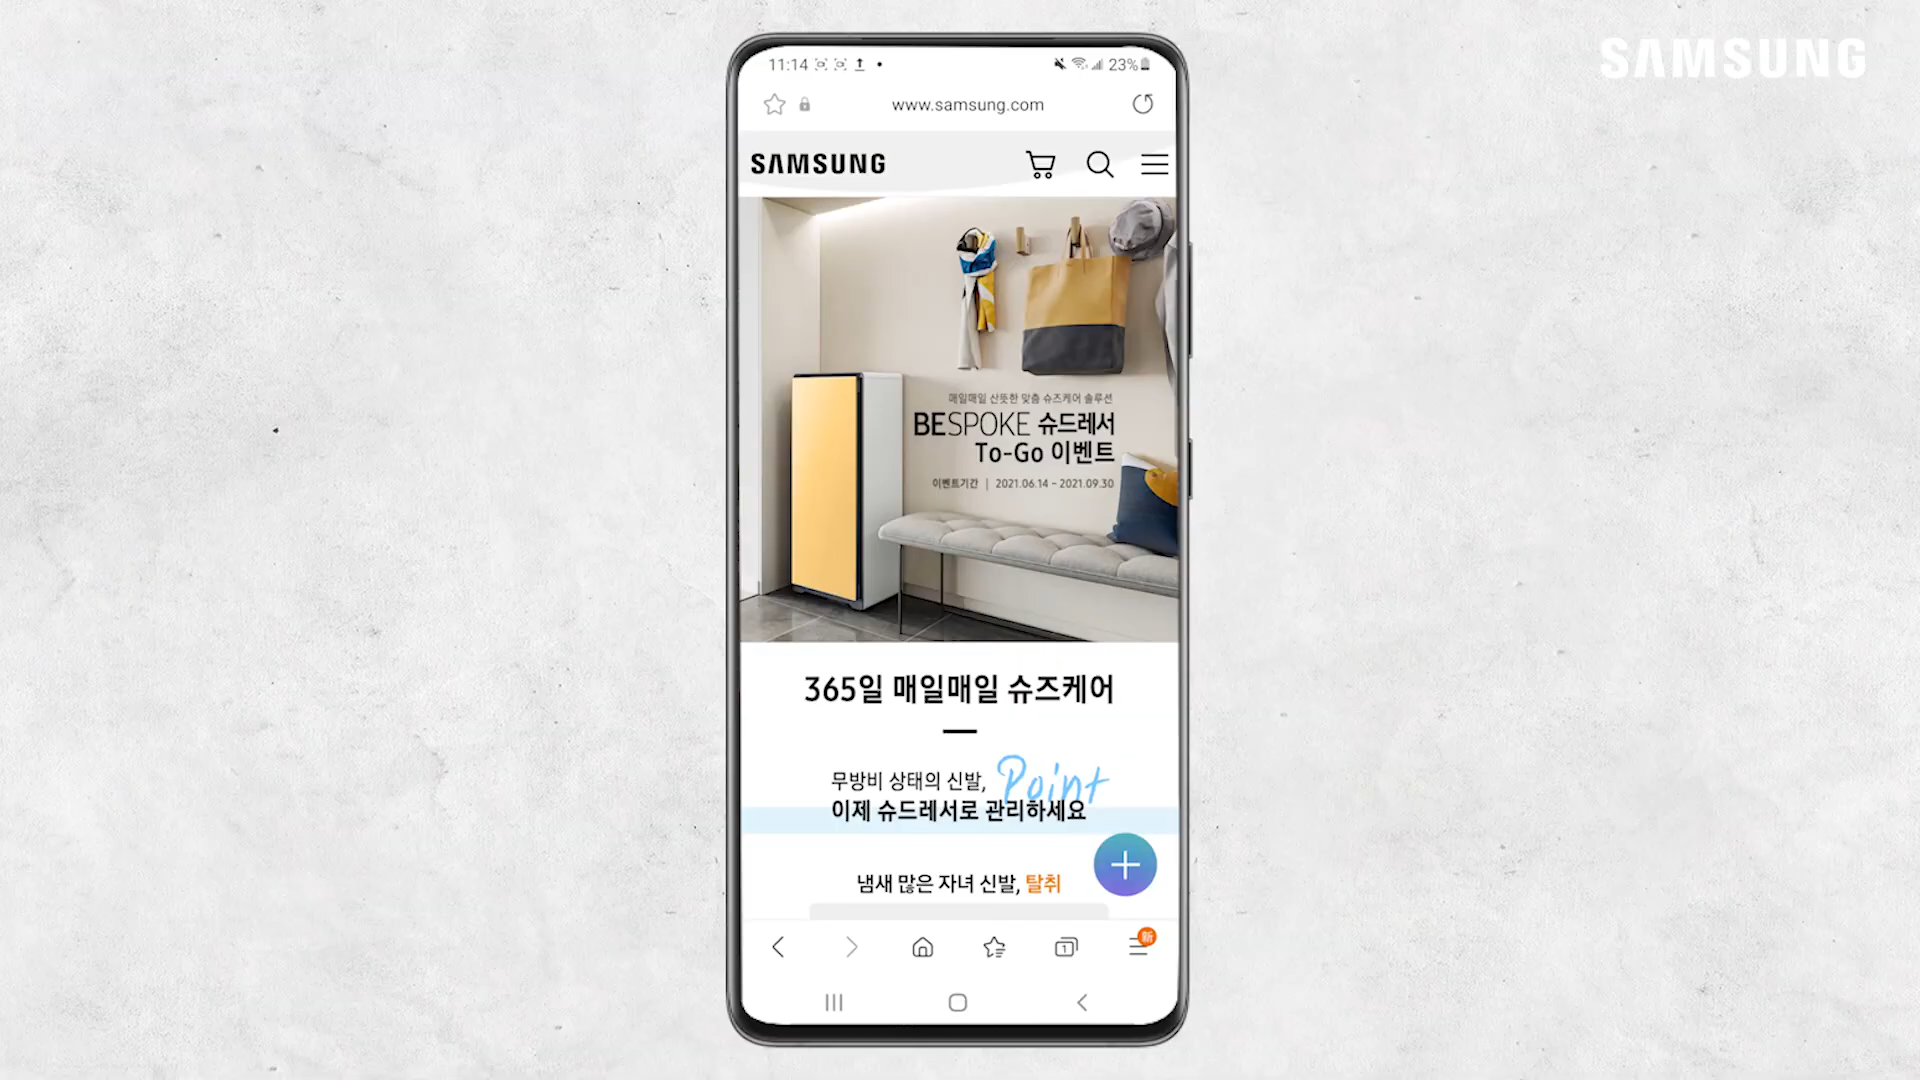 SAMSUNG
11:14
23%
www.samsung.com
SAMSUNG
매일매일 산뜻한 맞춤 슈즈케어 솔루션
BESPOKE 슈드레서
To-Go 이벤트
이벤트기간 | 2021.06.14 - 2021.09.30
365일 매일매일 슈즈케어
Point
무방비 상태의 신발,
이제 슈드레서로 관리하세요
냄새 많은 자녀 신발, 탈취
1
新